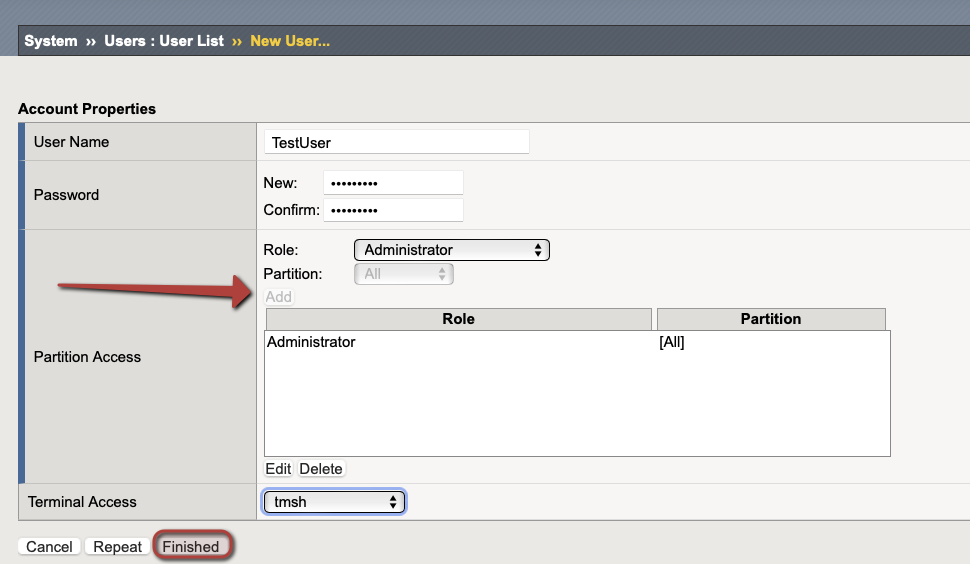 System ›› Users : User List ›› New User...
Account Properties
User Name TestUser
Password New: •••••••••
Confirm: •••••••••
Partition Access Role: Administrator
Partition: All
Add
Role Partition
Administrator [All]
Edit Delete
Terminal Access tmsh
Cancel Repeat Finished